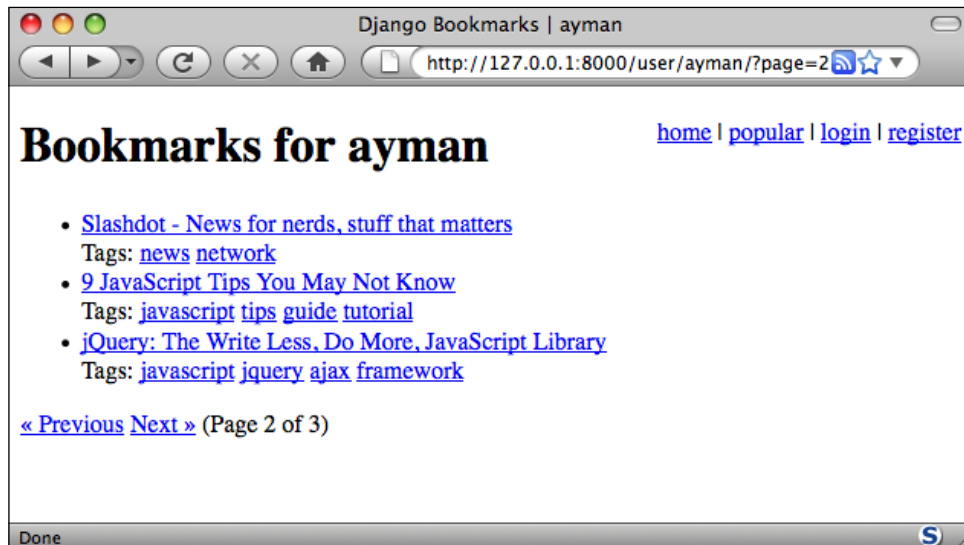 Django Bookmarks | ayman
http://127.0.0.1:8000/user/ayman/?page=2
Bookmarks for ayman
home | popular | login | register
Slashdot - News for nerds, stuff that matters
Tags: news network
9 JavaScript Tips You May Not Know
Tags: javascript tips guide tutorial
jQuery: The Write Less, Do More, JavaScript Library
Tags: javascript jquery ajax framework
« Previous Next » (Page 2 of 3)
Done
S